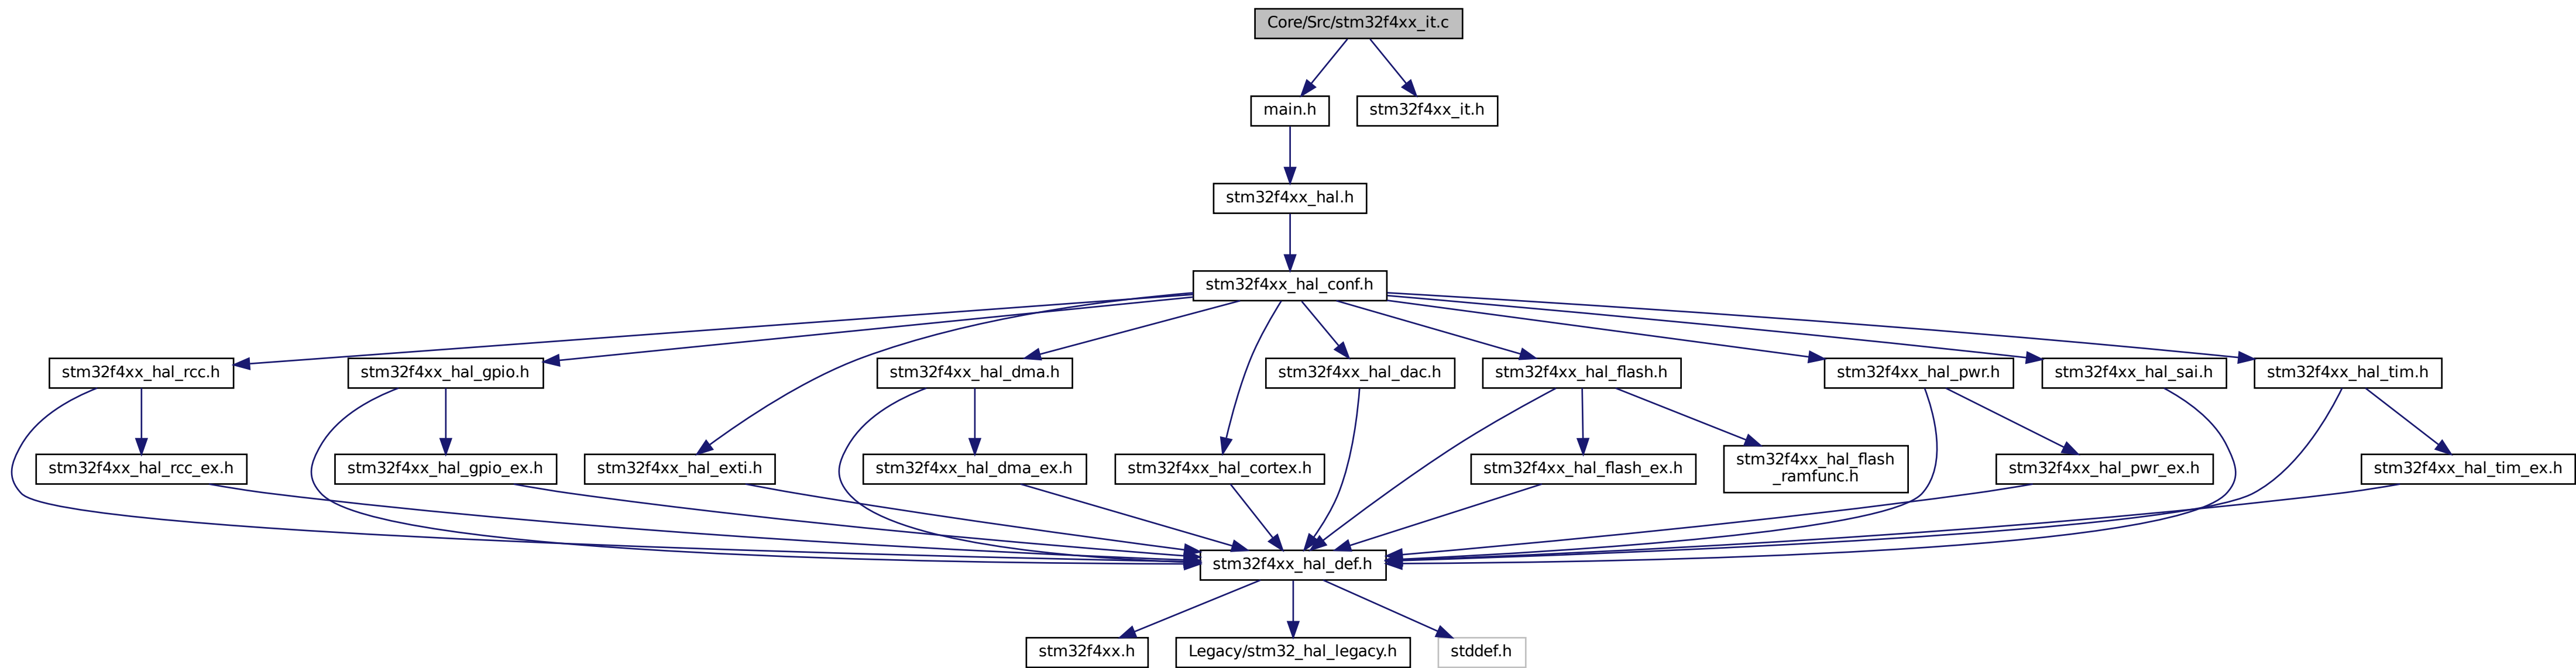 Core/Src/stm32f4xx_it.c
main.h
stm32f4xx_it.h
stm32f4xx_hal.h
stm32f4xx_hal_conf.h
stm32f4xx_hal_rcc.h
stm32f4xx_hal_gpio.h
stm32f4xx_hal_dma.h
stm32f4xx_hal_dac.h
stm32f4xx_hal_flash.h
stm32f4xx_hal_pwr.h
stm32f4xx_hal_sai.h
stm32f4xx_hal_tim.h
stm32f4xx_hal_rcc_ex.h
stm32f4xx_hal_gpio_ex.h
stm32f4xx_hal_exti.h
stm32f4xx_hal_dma_ex.h
stm32f4xx_hal_cortex.h
stm32f4xx_hal_flash_ex.h
stm32f4xx_hal_flash
_ramfunc.h
stm32f4xx_hal_pwr_ex.h
stm32f4xx_hal_tim_ex.h
stm32f4xx_hal_def.h
stm32f4xx.h
Legacy/stm32_hal_legacy.h
stddef.h